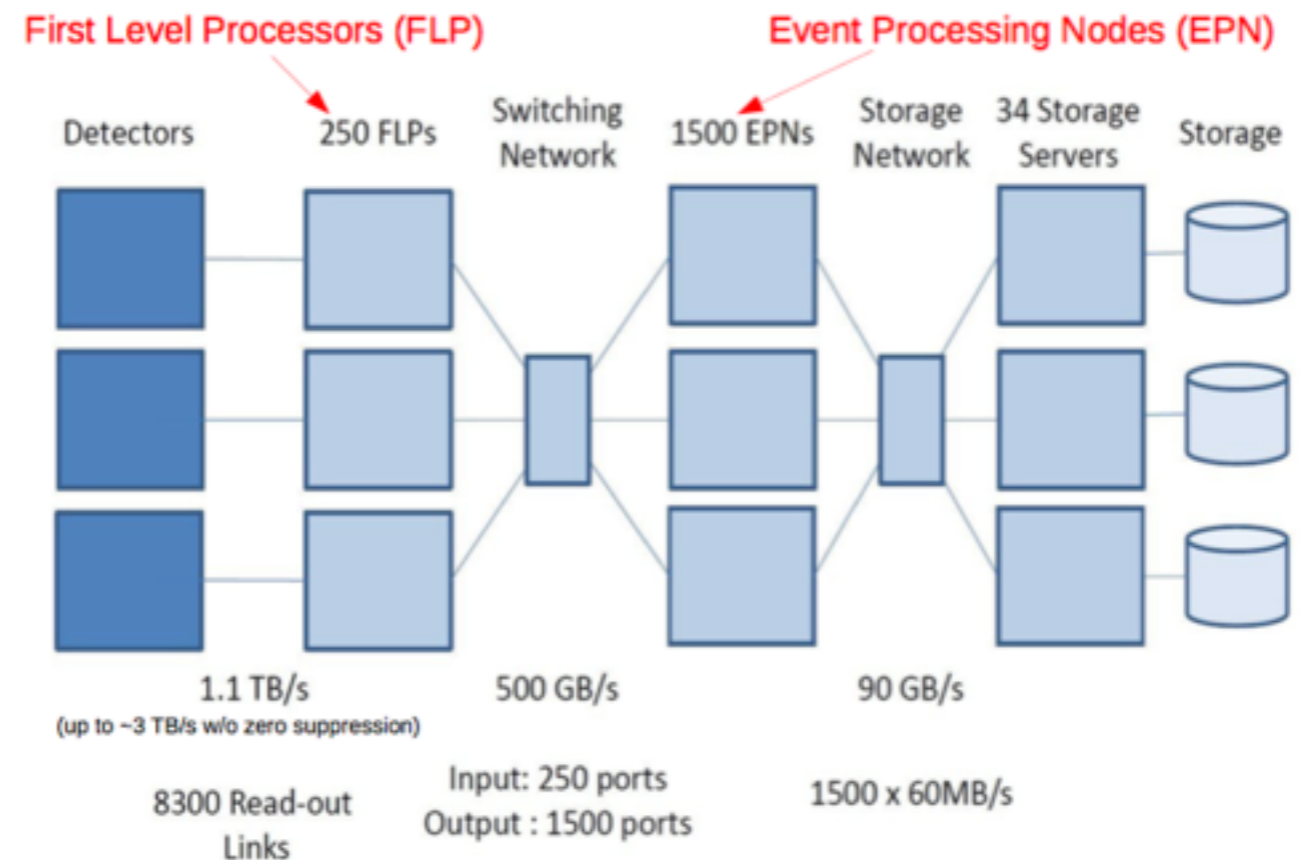 First Level Processors (FLP)
Event Processing Nodes (EPN)
Detectors
250 FLPs
Switching
Network
1500 EPNs
Storage
Network
34 Storage
Servers
Storage
1.1 TB/s
(up to ~3 TB/s w/o zero suppression)
500 GB/s
90 GB/s
8300 Read-out
Links
Input: 250 ports
Output : 1500 ports
1500 x 60MB/s